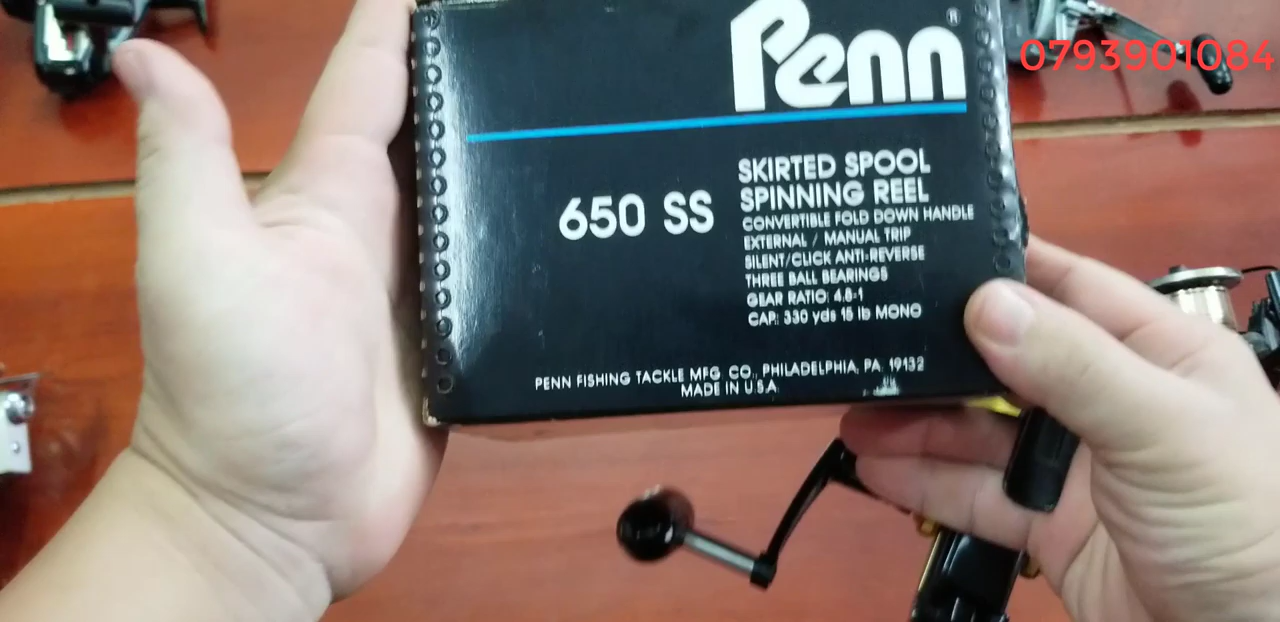 Penn®
0793901084
650 SS
SKIRTED SPOOL
SPINNING REEL
CONVERTIBLE FOLD DOWN HANDLE
EXTERNAL / MANUAL TRIP
SILENT/CLICK ANTI-REVERSE
THREE BALL BEARINGS
GEAR RATIO: 4.8-1
CAP.: 330 yds 15 lb MONO
PENN FISHING TACKLE MFG. CO., PHILADELPHIA, PA. 19132
MADE IN U.S.A.